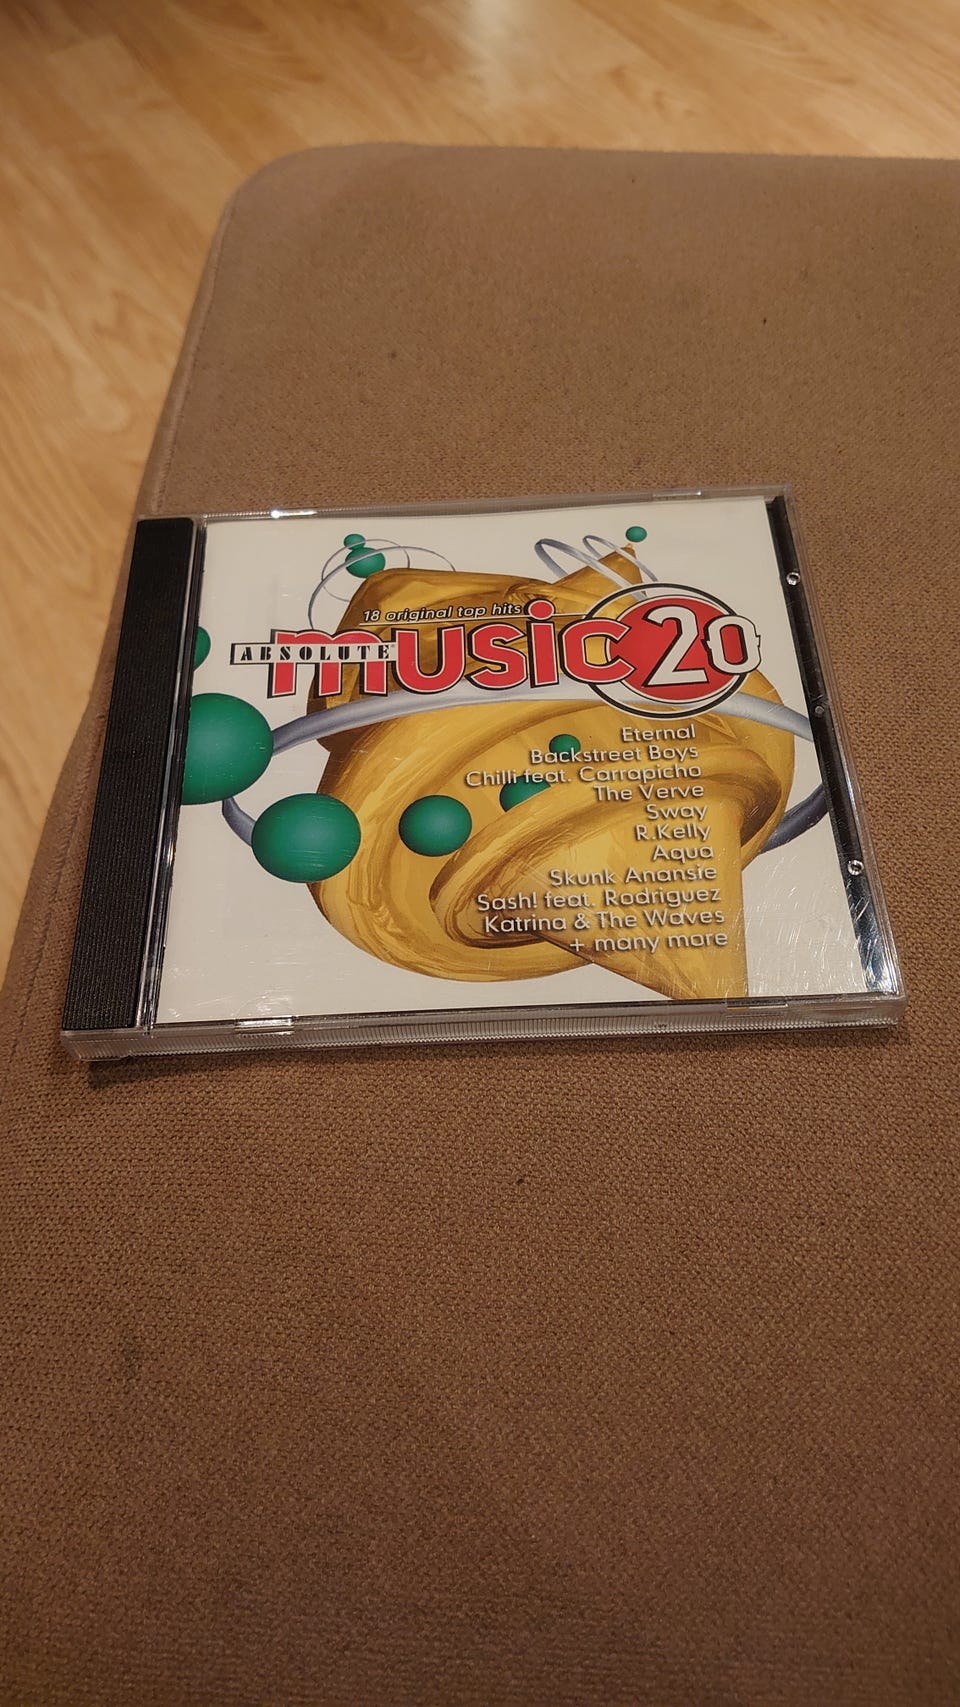 18 original top hits
ABSOLUTE music 20
Eternal
Backstreet Boys
Chilli feat. Carrapicho
The Verve
Sway
R.Kelly
Aqua
Skunk Anansie
Sash! feat. Rodriguez
Katrina & The Waves
+ many more